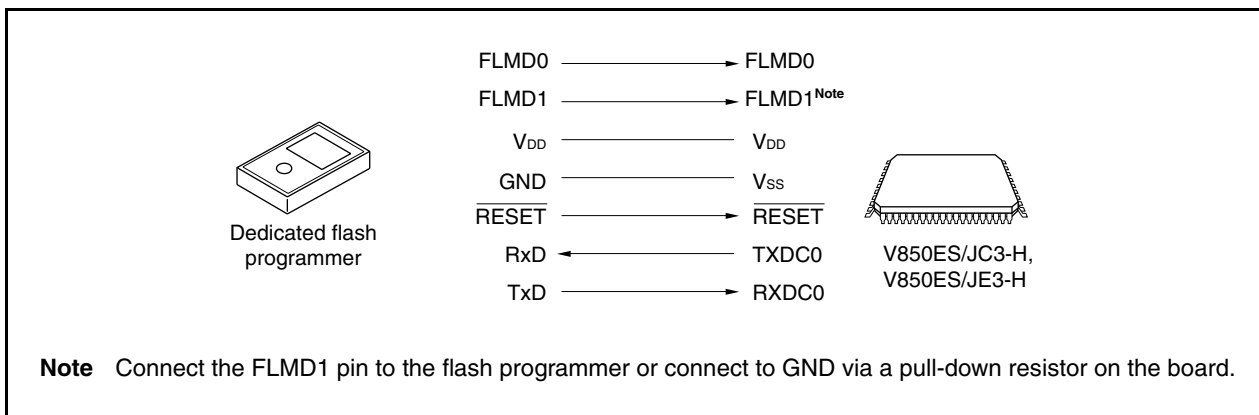 FLMD0 FLMD0
FLMD1 FLMD1Note
VDD VDD
GND VSS
RESET RESET
RxD TXDC0
TxD RXDC0
Dedicated flash
programmer
V850ES/JC3-H,
V850ES/JE3-H
Note Connect the FLMD1 pin to the flash programmer or connect to GND via a pull-down resistor on the board.